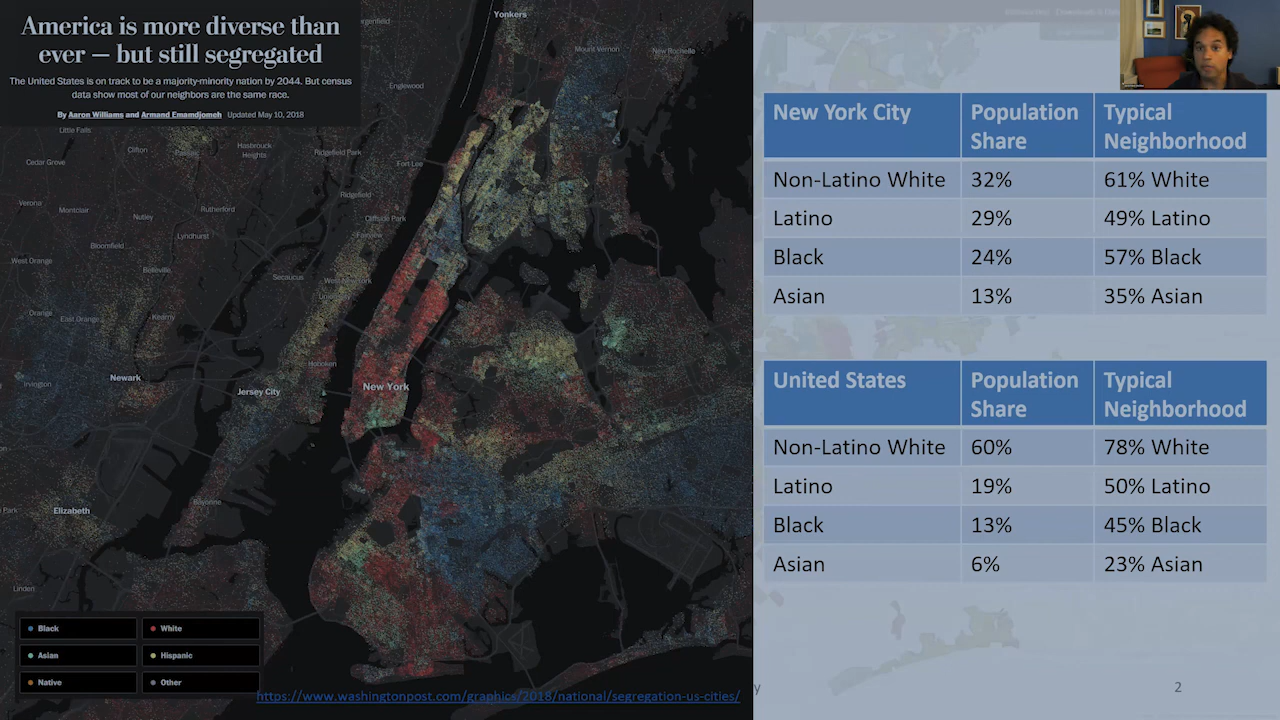 America is more diverse than
ever — but still segregated
The United States is on track to be a majority-minority nation by 2044. But census
data show most of our neighbors are the same race.
By Aaron Williams and Armand Emamdjomeh Updated May 10, 2018
Yonkers
Mount Vernon
New Rochelle
Englewood
Little Falls
Clifton
Passaic
Hasbrouck
Heights
Ridgefield Park
Fort Lee
Cedar Grove
Ridgefield
Verona
Montclair
Nutley
Rutherford
Cliffside Park
Fairview
Lyndhurst
Bloomfield
West Orange
Belleville
Secaucus
West New York
Orange
East Orange
Kearny
Hoboken
Irvington
Newark
Jersey City
New York
Bayonne
Elizabeth
Linden
Black
White
Asian
Hispanic
Native
Other
https://www.washingtonpost.com/graphics/2018/national/segregation-us-cities/
New York City Population Share Typical Neighborhood
Non-Latino White 32% 61% White
Latino 29% 49% Latino
Black 24% 57% Black
Asian 13% 35% Asian
United States Population Share Typical Neighborhood
Non-Latino White 60% 78% White
Latino 19% 50% Latino
Black 13% 45% Black
Asian 6% 23% Asian
2